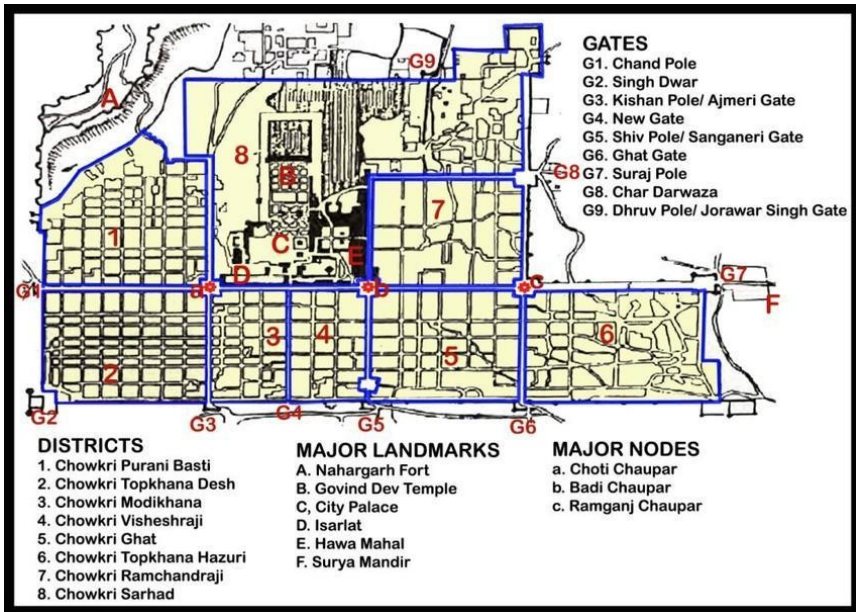 G9
A
GATES
G1. Chand Pole
G2. Singh Dwar
G3. Kishan Pole/ Ajmeri Gate
G4. New Gate
G5. Shiv Pole/ Sanganeri Gate
G6. Ghat Gate
G7. Suraj Pole
G8. Char Darwaza
G9. Dhruv Pole/ Jorawar Singh Gate
8
B
G8
7
1
C
E
D
G7
G1
a
b
c
F
3
4
6
5
2
G2
G3
G4
G5
G6
DISTRICTS
1. Chowkri Purani Basti
2. Chowkri Topkhana Desh
3. Chowkri Modikhana
4. Chowkri Visheshraji
5. Chowkri Ghat
6. Chowkri Topkhana Hazuri
7. Chowkri Ramchandraji
8. Chowkri Sarhad
MAJOR LANDMARKS
A. Nahargarh Fort
B. Govind Dev Temple
C, City Palace
D. Isarlat
E. Hawa Mahal
F. Surya Mandir
MAJOR NODES
a. Choti Chaupar
b. Badi Chaupar
c. Ramganj Chaupar